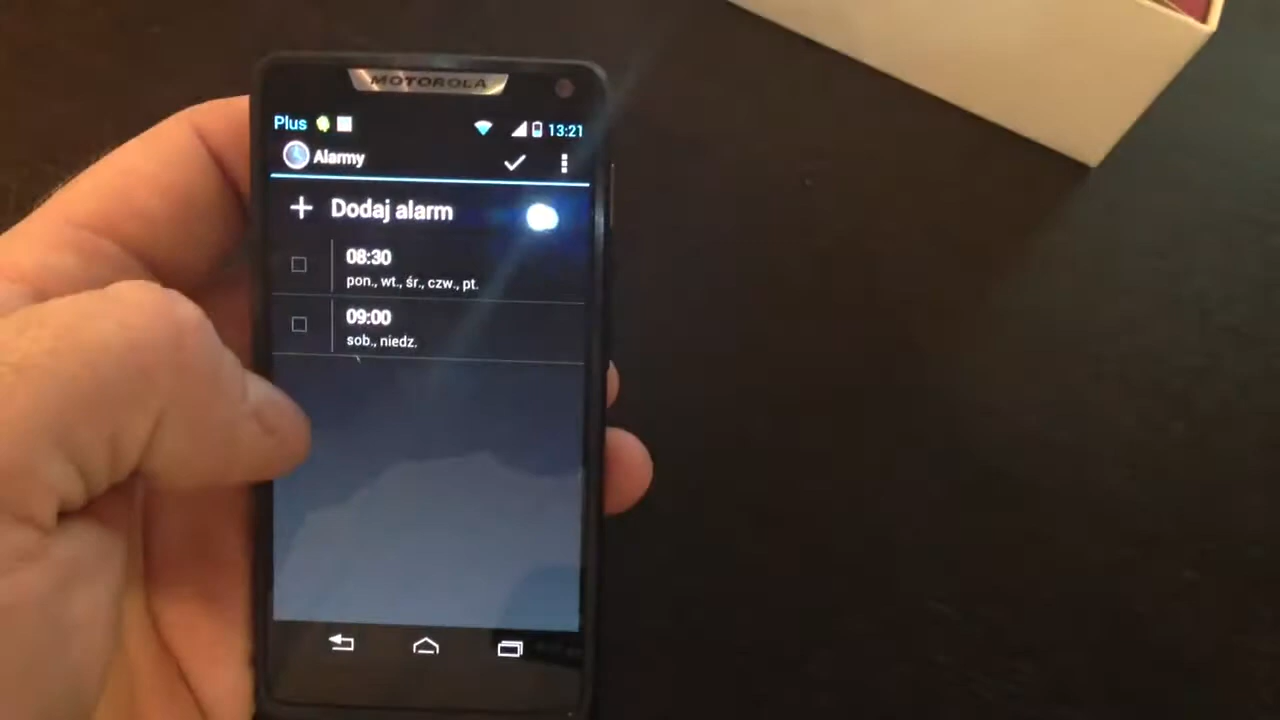 MOTOROLA
Plus 13:21
Alarmy
Dodaj alarm
08:30
pon., wt., śr., czw., pt.
09:00
sob., niedz.